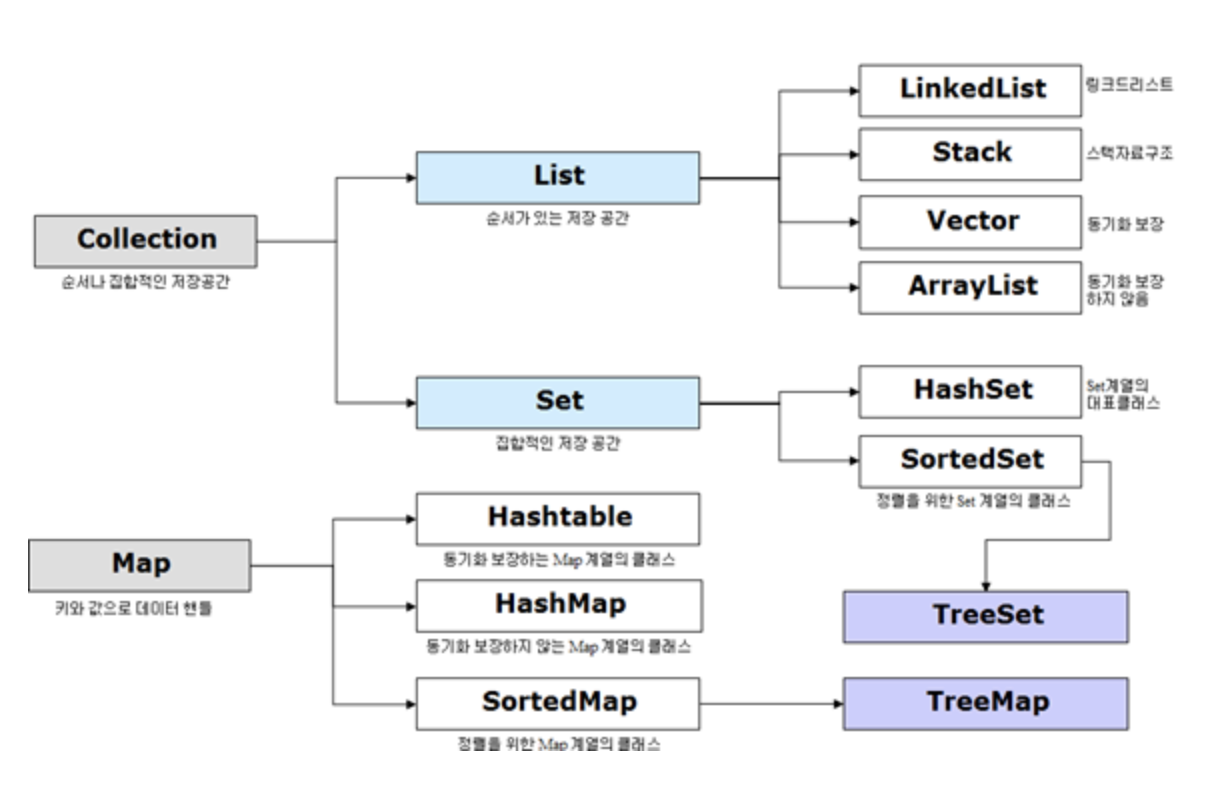 LinkedList
링크드리스트
Stack
스택자료구조
List
순서가 있는 저장 공간
Vector
동기화 보장
Collection
순서나 집합적인 저장공간
ArrayList
동기화 보장
하지 않음
Set
집합적인 저장 공간
HashSet
Set계열의
대표클래스
SortedSet
정렬을 위한 Set 계열의 클래스
Hashtable
동기화 보장하는 Map 계열의 클래스
Map
키와 값으로 데이터 핸들
HashMap
동기화 보장하지 않는 Map 계열의 클래스
TreeSet
SortedMap
정렬을 위한 Map 계열의 클래스
TreeMap